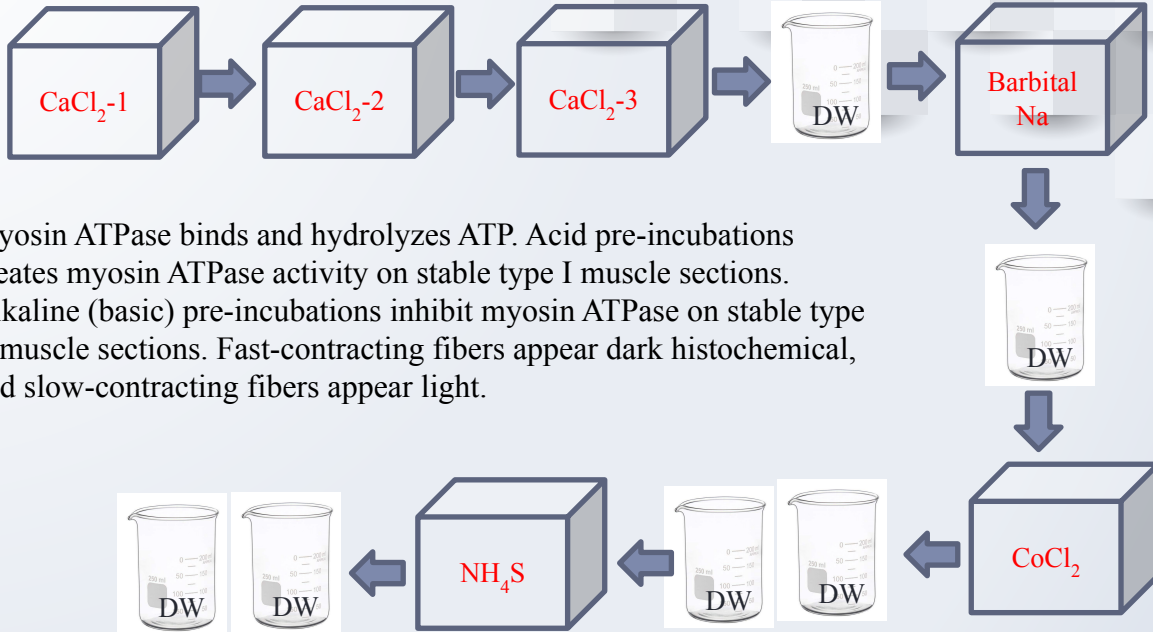 CaCl₂-1
CaCl₂-2
CaCl₂-3
DW
Barbital
Na
yosin ATPase binds and hydrolyzes ATP. Acid pre-incubations
eates myosin ATPase activity on stable type I muscle sections.
kaline (basic) pre-incubations inhibit myosin ATPase on stable type
muscle sections. Fast-contracting fibers appear dark histochemical,
d slow-contracting fibers appear light.
DW
CoCl₂
DW
DW
NH₄S
DW
DW